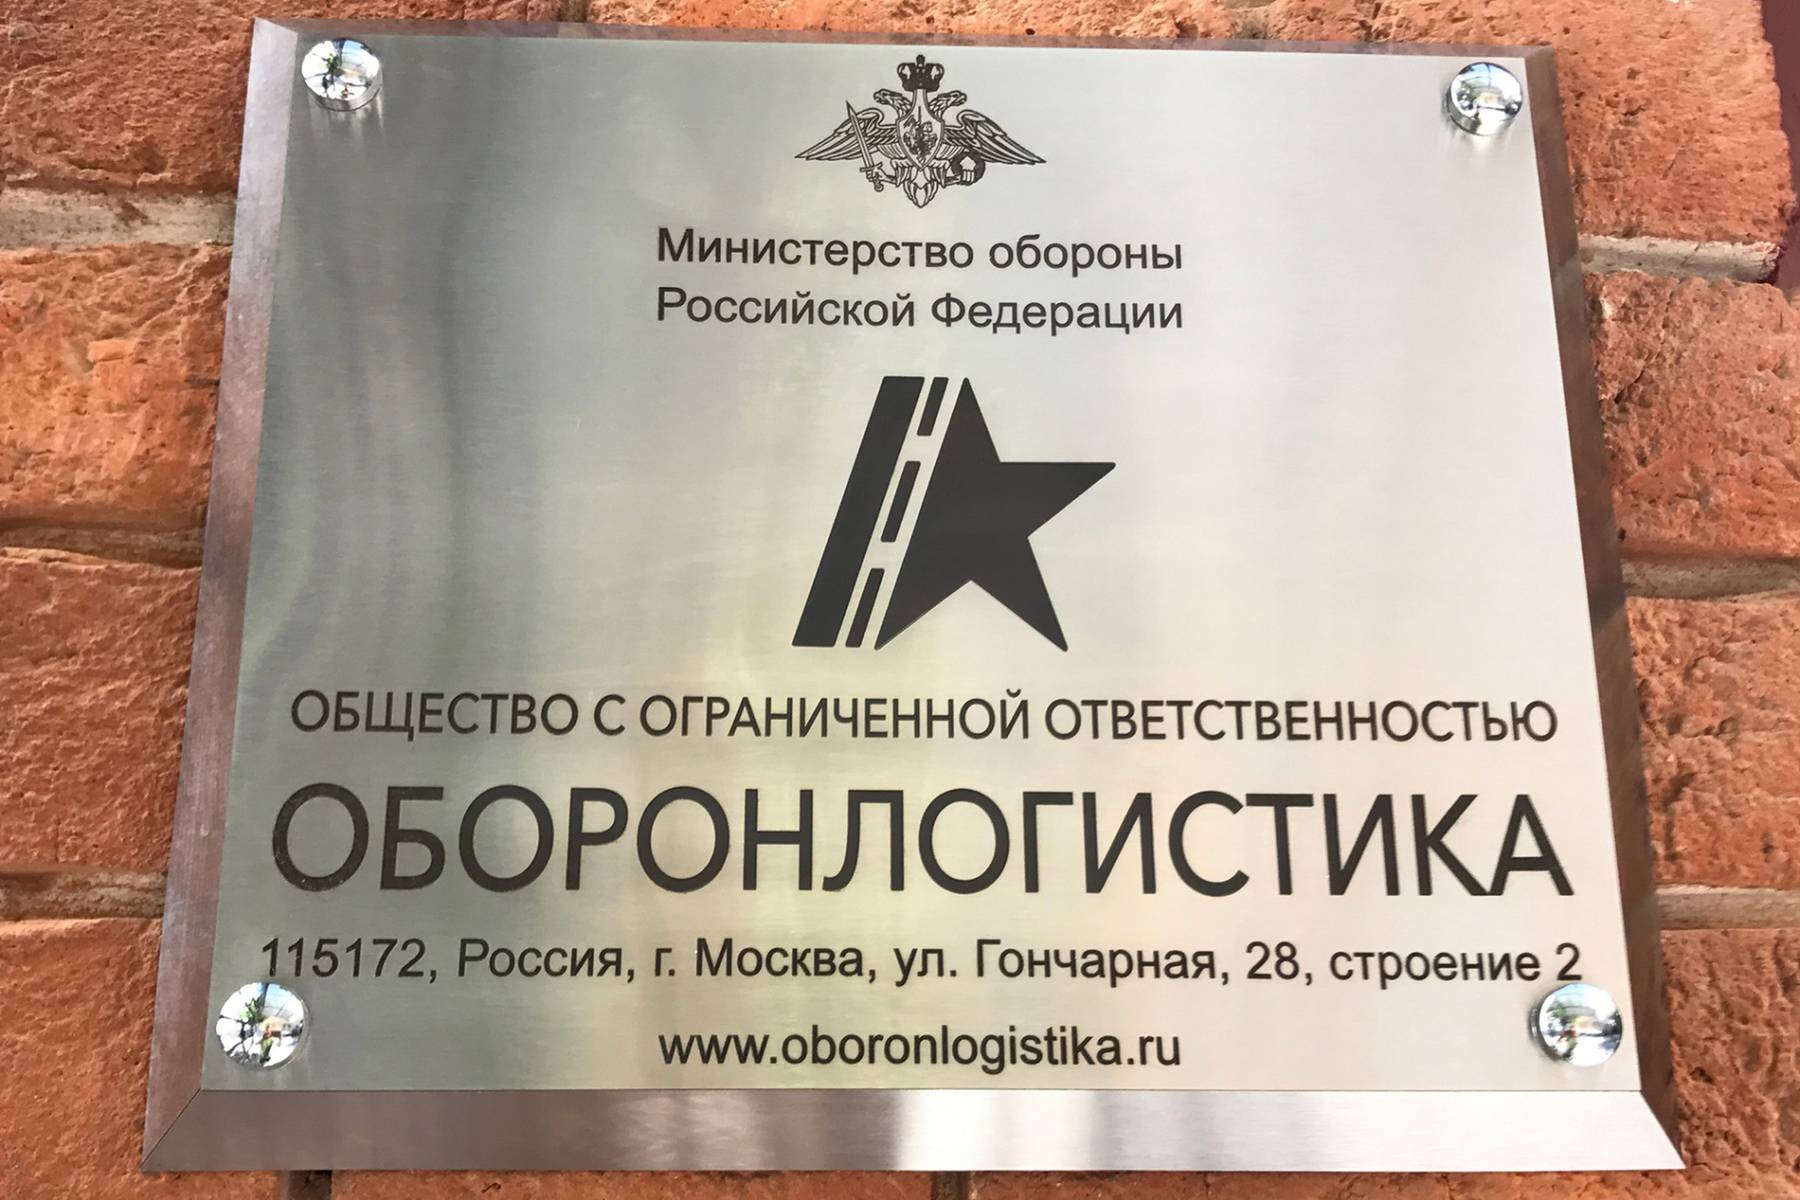 Министерство обороны
Российской Федерации
ОБЩЕСТВО С ОГРАНИЧЕННОЙ ОТВЕТСТВЕННОСТЬЮ
ОБОРОНЛОГИСТИКА
115172, Россия, г. Москва, ул. Гончарная, 28, строение 2
www.oboronlogistika.ru